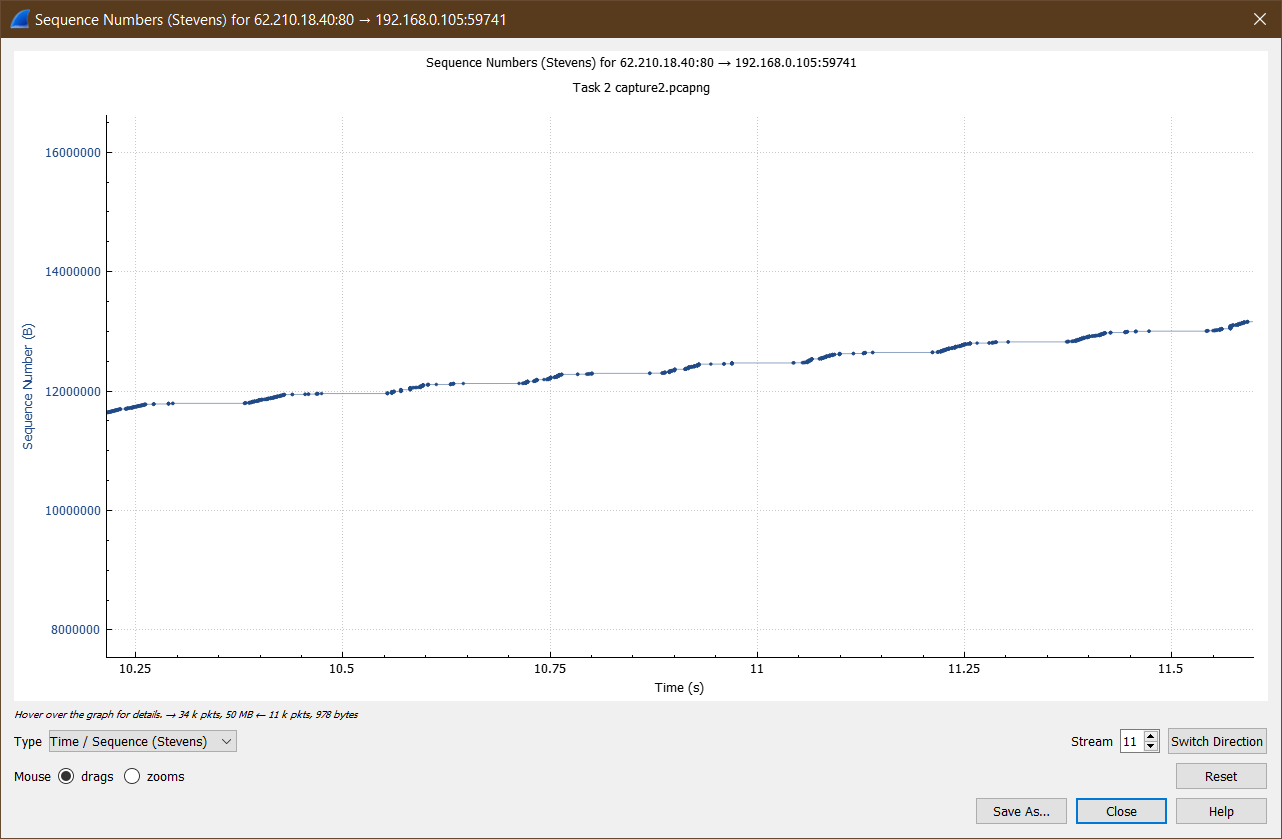 Sequence Numbers (Stevens) for 62.210.18.40:80 → 192.168.0.105:59741
Sequence Numbers (Stevens) for 62.210.18.40:80 → 192.168.0.105:59741
Task 2 capture2.pcapng
Sequence Number (B)
16000000
14000000
12000000
10000000
8000000
10.25 10.5 10.75 11 11.25 11.5
Time (s)
Hover over the graph for details. → 34 k pkts, 50 MB ← 11 k pkts, 978 bytes
Type Time / Sequence (Stevens) Stream 11 Switch Direction
Mouse drags zooms Reset
Save As... Close Help